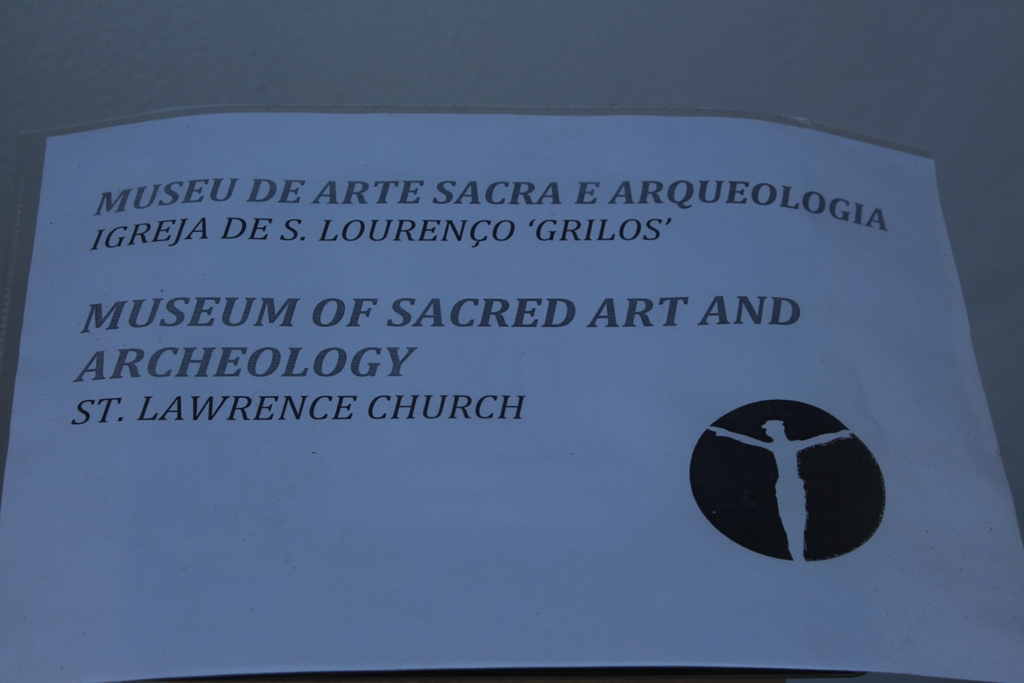 MUSEU DE ARTE SACRA E ARQUEOLOGIA
IGREJA DE S. LOURENÇO ‘GRILOS’
MUSEUM OF SACRED ART AND
ARCHEOLOGY
ST. LAWRENCE CHURCH